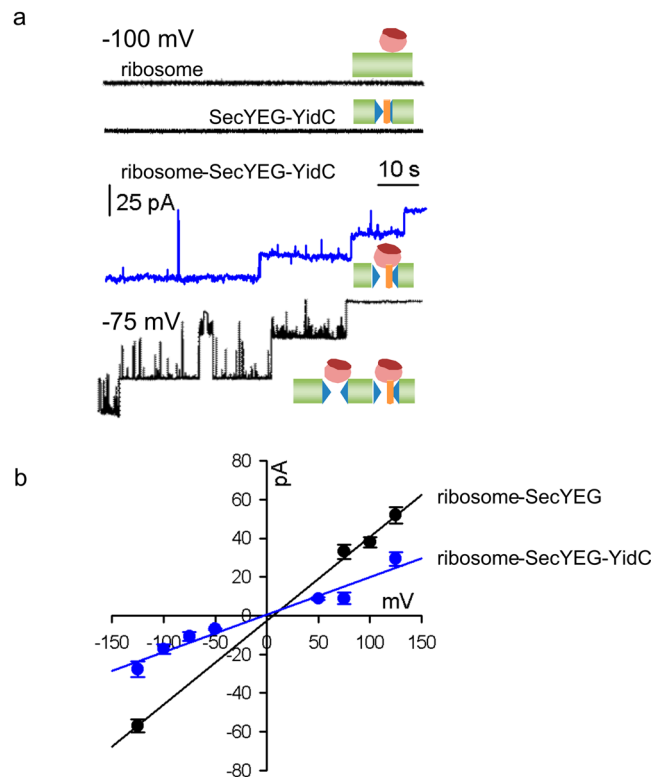 a
-100 mV
ribosome
SecYEG-YidC
ribosome-SecYEG-YidC
10 s
25 pA
-75 mV
b
80
pA
60
ribosome-SecYEG
40
ribosome-SecYEG-YidC
20
mV
0
-150 -100 -50 0 50 100 150
-20
-40
-60
-80